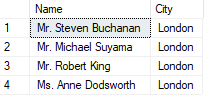 Name City
1 Mr. Steven Buchanan London
2 Mr. Michael Suyama London
3 Mr. Robert King London
4 Ms. Anne Dodsworth London